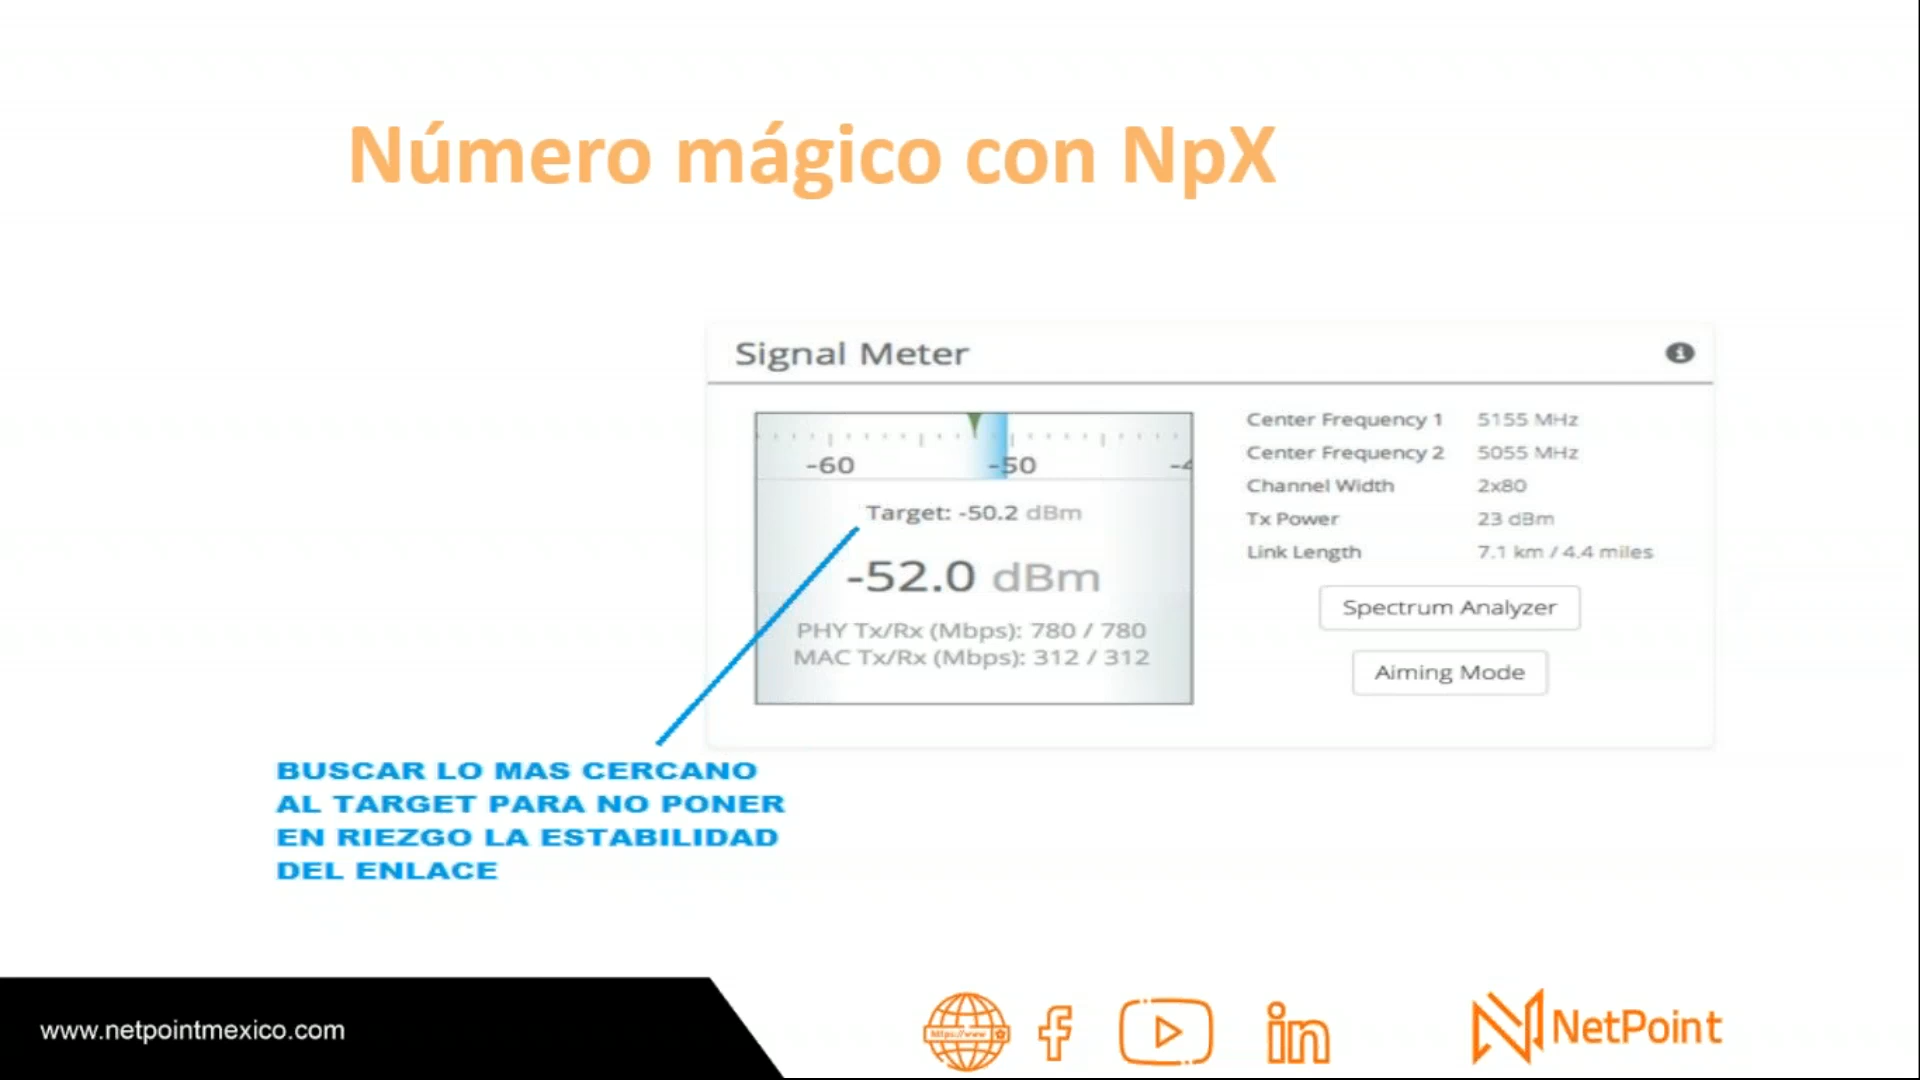 Número mágico con NpX
Signal Meter
-60
-50
-4
Target: -50.2 dBm
-52.0 dBm
PHY Tx/Rx (Mbps): 780 / 780
MAC Tx/Rx (Mbps): 312 / 312
Center Frequency 1 5155 MHz
Center Frequency 2 5055 MHz
Channel Width 2x80
Tx Power 23 dBm
Link Length 7.1 km / 4.4 miles
Spectrum Analyzer
Aiming Mode
BUSCAR LO MAS CERCANO
AL TARGET PARA NO PONER
EN RIEZGO LA ESTABILIDAD
DEL ENLACE
www.netpointmexico.com
https://www
NetPoint